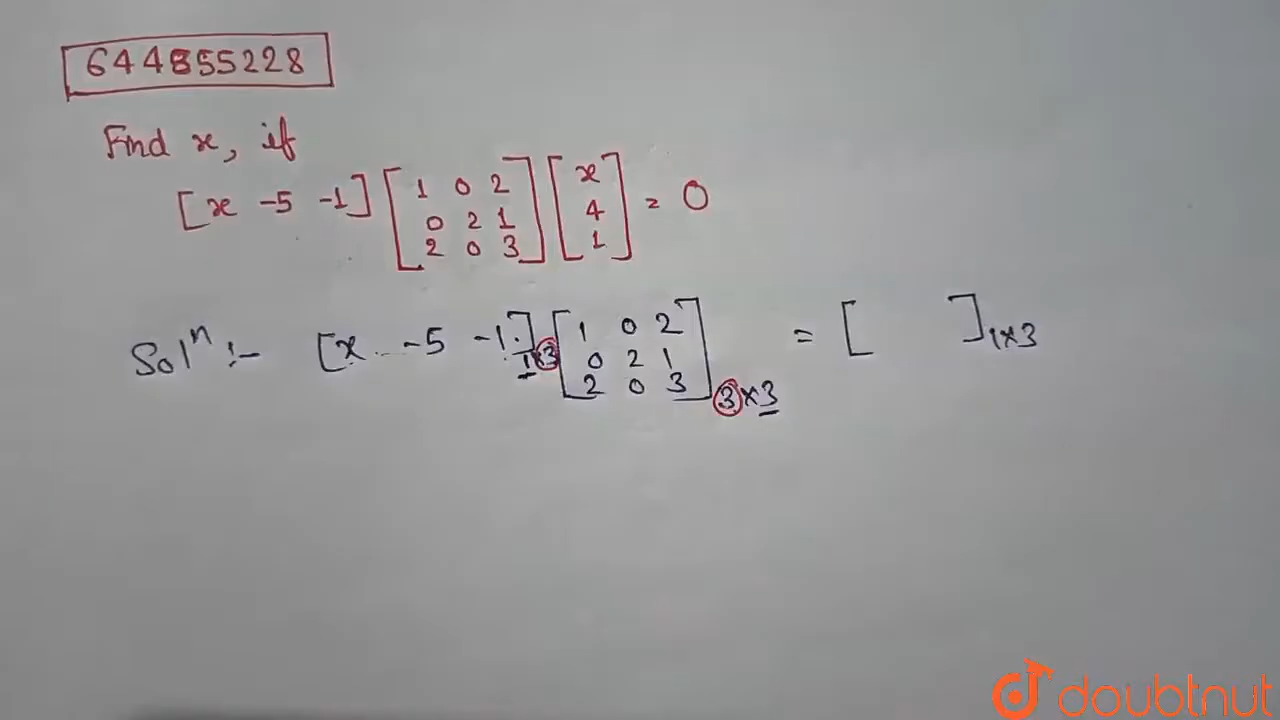 644855228
Find x, if
[x -5 -1] [1 0 2 [x
0 2 1 4 = 0
2 0 3] 1]
Solⁿ :- [x -5 -1]1×3 [1 0 2 = [ ]1×3
0 2 1
2 0 3]3×3
doubtnut